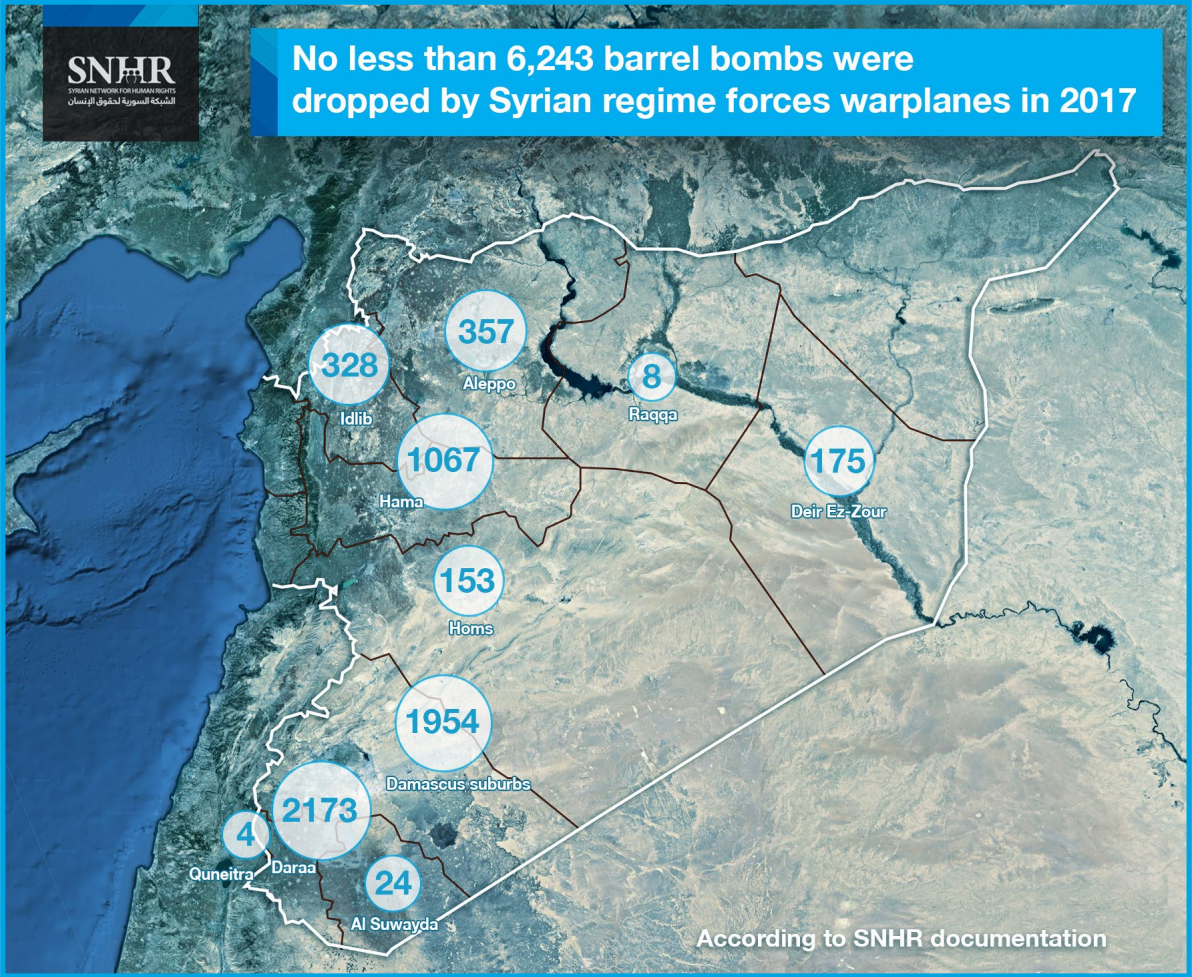 SNHR
SYRIAN NETWORK FOR HUMAN RIGHTS
الشبكة السورية لحقوق الإنسان
No less than 6,243 barrel bombs were
dropped by Syrian regime forces warplanes in 2017
357
Aleppo
328
Idlib
8
Raqqa
1067
Hama
175
Deir Ez-Zour
153
Homs
1954
Damascus suburbs
2173
Daraa
4
Quneitra
24
Al Suwayda
According to SNHR documentation